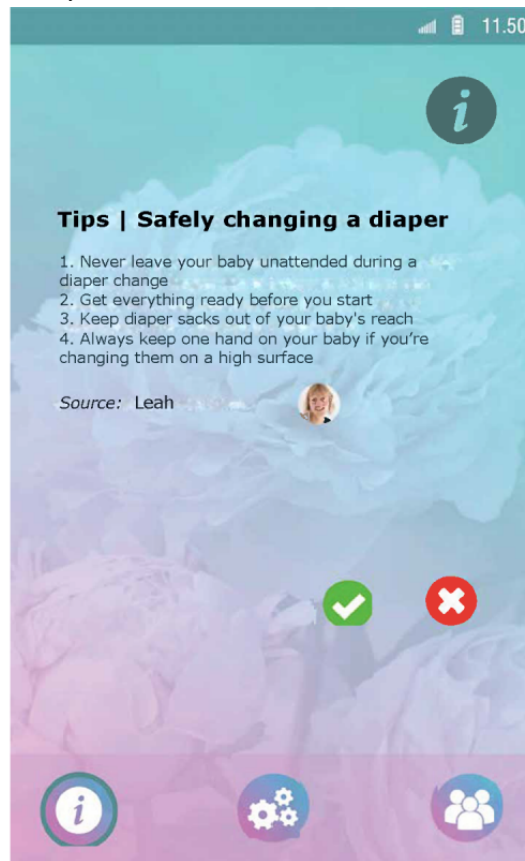 11.50
i
Tips | Safely changing a diaper
1. Never leave your baby unattended during a
diaper change
2. Get everything ready before you start
3. Keep diaper sacks out of your baby's reach
4. Always keep one hand on your baby if you're
changing them on a high surface
Source: Leah
i